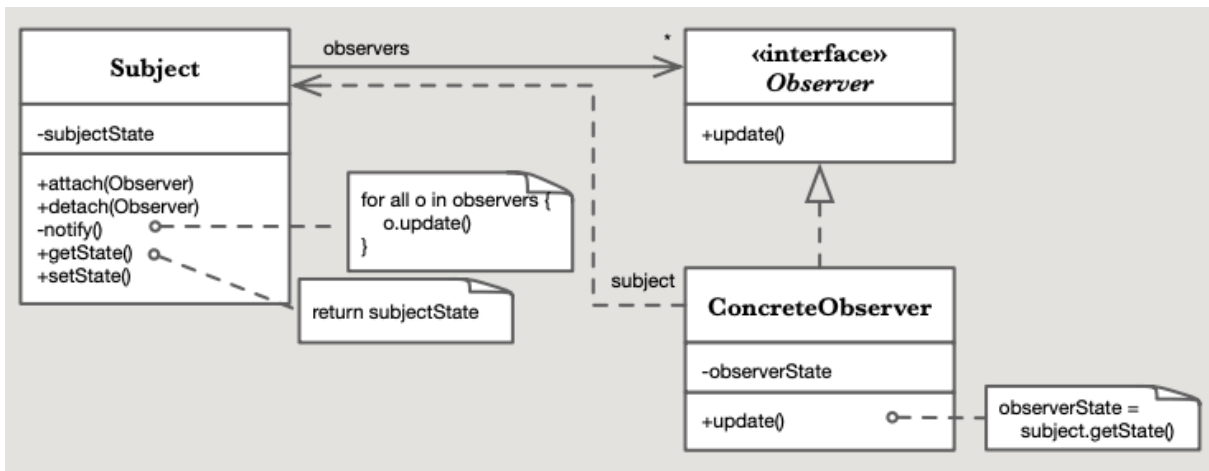 Subject
-subjectState
+attach(Observer)
+detach(Observer)
-notify()
+getState()
+setState()
observers
*
for all o in observers {
o.update()
}
return subjectState
«interface»
Observer
+update()
subject
ConcreteObserver
-observerState
+update()
observerState =
subject.getState()